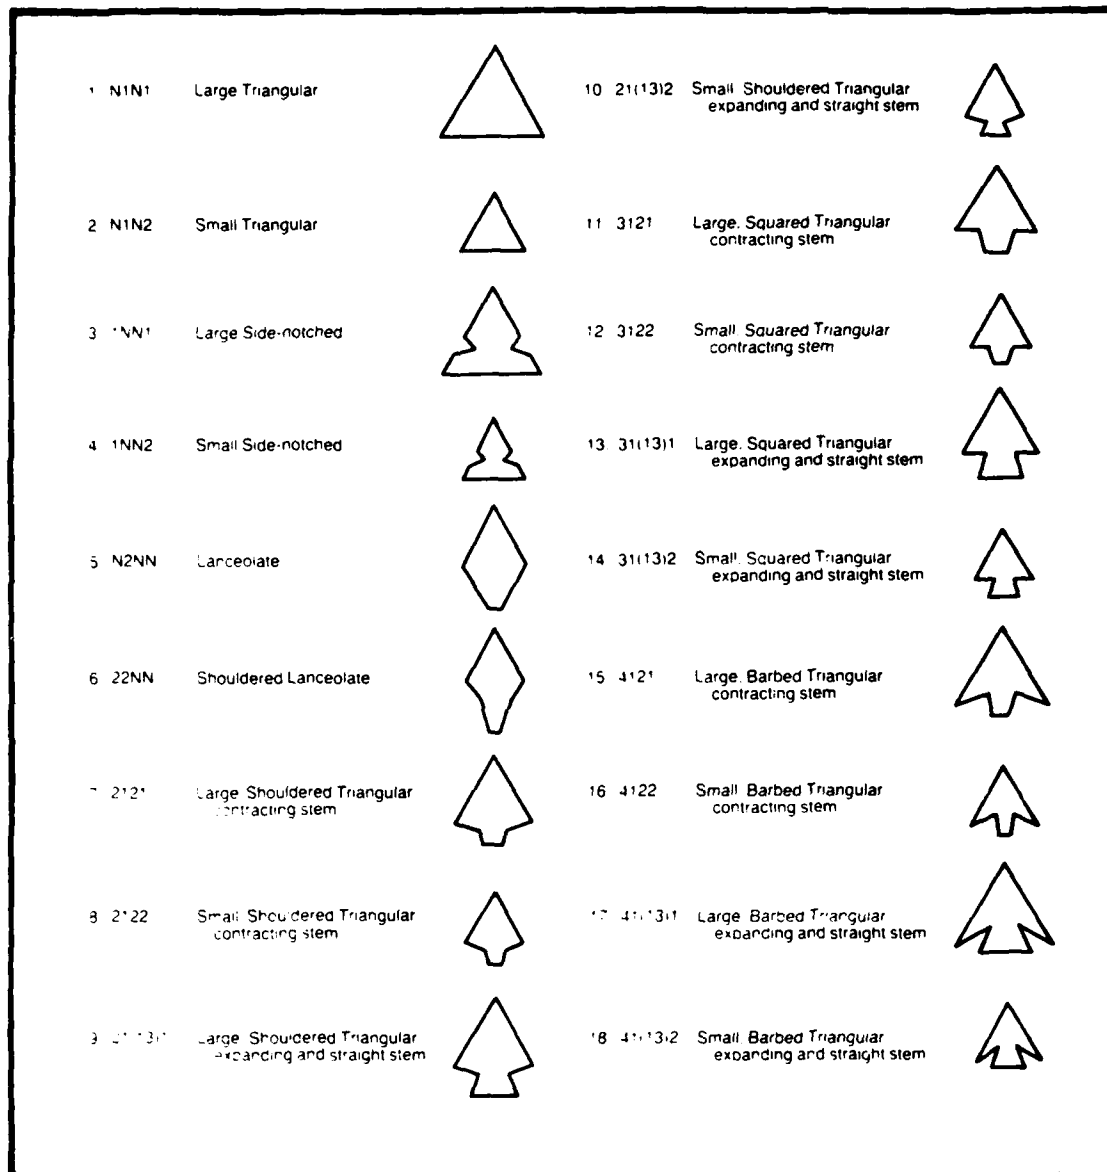 1 N1N1 Large Triangular
2 N1N2 Small Triangular
3 1NN1 Large Side-notched
4 1NN2 Small Side-notched
5 N2NN Lanceolate
6 22NN Shouldered Lanceolate
7 2121 Large Shouldered Triangular
contracting stem
8 2122 Small Shouldered Triangular
contracting stem
9 Large Shouldered Triangular
expanding and straight stem
10 21(13)2 Small Shouldered Triangular
expanding and straight stem
11 3121 Large. Squared Triangular
contracting stem
12 3122 Small. Squared Triangular
contracting stem
13 31(13)1 Large. Squared Triangular
expanding and straight stem
14 31(13)2 Small. Squared Triangular
expanding and straight stem
15 4121 Large. Barbed Triangular
contracting stem
16 4122 Small Barbed Triangular
contracting stem
17 41(13)1 Large Barbed Triangular
expanding and straight stem
18 41(13)2 Small Barbed Triangular
expanding and straight stem